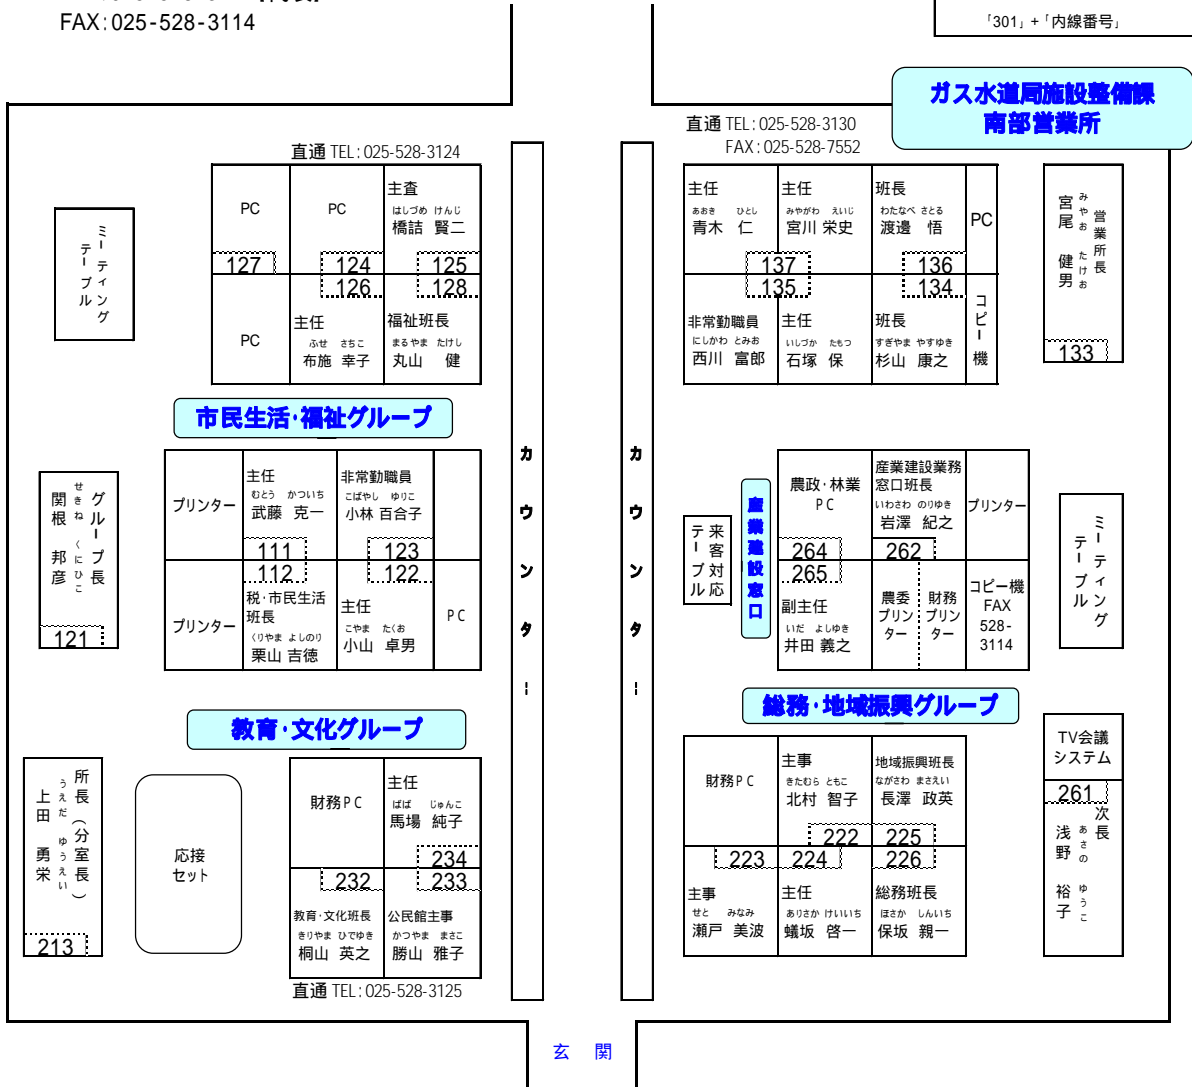 FAX:025-528-3114
「301」+「内線番号」
ガス水道局施設整備課
南部営業所
直通 TEL:025-528-3130
FAX:025-528-7552
直通 TEL:025-528-3124
ミーティング
テーブル
PC
127
PC
124
主査
はしづめ けんじ
橋詰 賢二
125
PC
126
主任
ふせ さちこ
布施 幸子
128
福祉班長
まるやま たけし
丸山 健
主任
あおき ひとし
青木 仁
主任
みやがわ えいじ
宮川 栄史
137
班長
わたなべ さとる
渡邊 悟
136
PC
135
非常勤職員
にしかわ とみお
西川 富郎
主任
いしづか たもつ
石塚 保
134
班長
すぎやま やすゆき
杉山 康之
コピー機
営業所長
みやお たけお
宮尾 健男
133
市民生活・福祉グループ
グループ長
せきね くにひこ
関根 邦彦
121
プリンター
主任
むとう かついち
武藤 克一
111
非常勤職員
こばやし ゆりこ
小林 百合子
123
プリンター
112
税・市民生活
班長
くりやま よしのり
栗山 吉徳
122
主任
こやま たくお
小山 卓男
PC
カウンター
カウンター
来客対応
テーブル
産業建設窓口
農政・林業
PC
264
産業建設業務
窓口班長
いわさわ のりゆき
岩澤 紀之
262
プリンター
265
副主任
いだ よしゆき
井田 義之
農委
プリン
ター
財務
プリン
ター
コピー機
FAX
528-
3114
ミーティング
テーブル
教育・文化グループ
総務・地域振興グループ
所長(分室長)
うえだ ゆうえい
上田 勇栄
213
応接
セット
財務PC
主任
ばば じゅんこ
馬場 純子
234
232
教育・文化班長
きりやま ひでゆき
桐山 英之
233
公民館主事
かつやま まさこ
勝山 雅子
直通 TEL:025-528-3125
財務PC
主事
きたむら ともこ
北村 智子
222
地域振興班長
ながさわ まさえい
長澤 政英
225
223
主事
せと みなみ
瀬戸 美波
224
主任
ありさか けいいち
蟻坂 啓一
226
総務班長
ほさか しんいち
保坂 親一
TV会議
システム
261
次長
あさの ゆうこ
浅野 裕子
玄 関